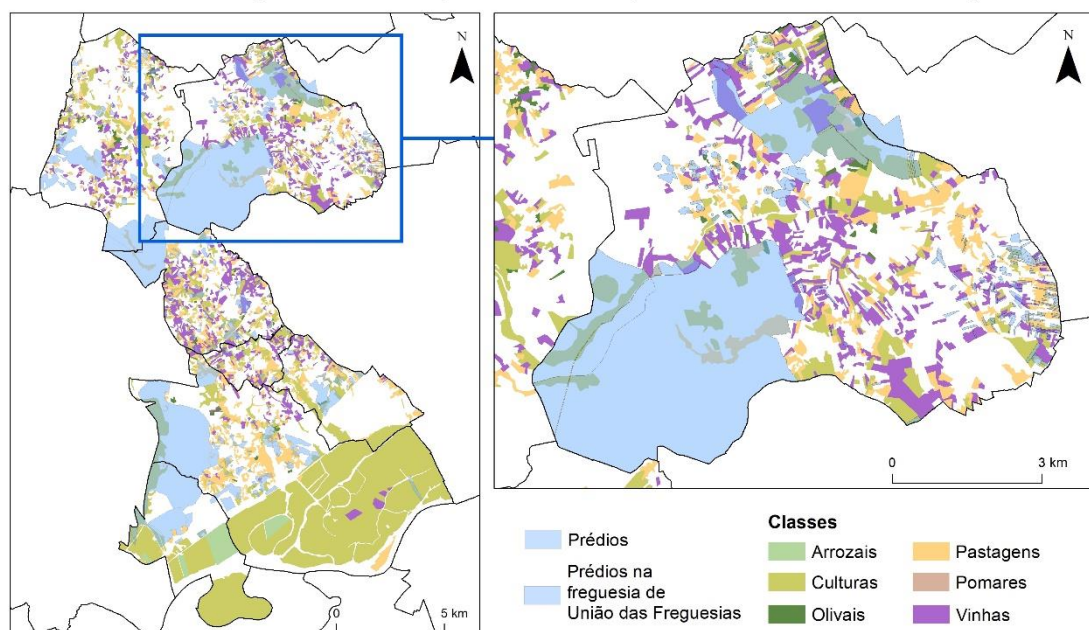 N
N
0 5 km
0 3 km
Prédios
Prédios na
freguesia de
União das Freguesias
Classes
Arrozais
Culturas
Olivais
Pastagens
Pomares
Vinhas